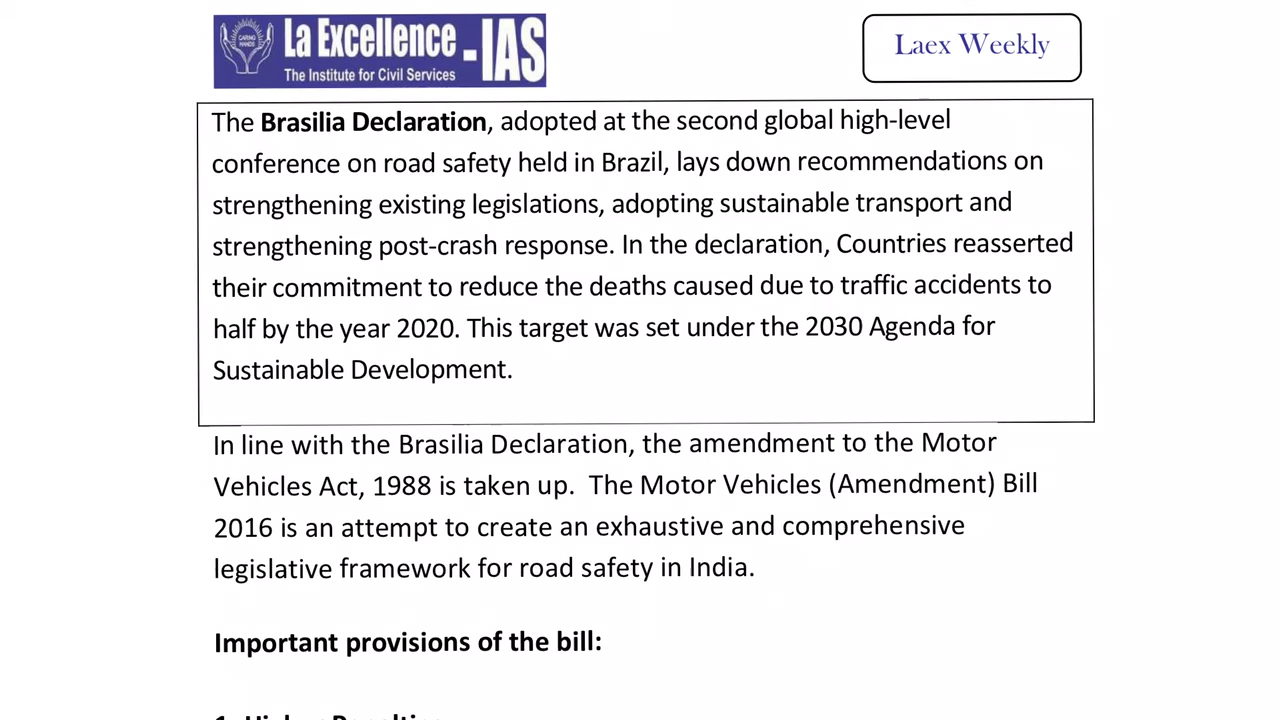 CARING HANDS
La Excellence - IAS
The Institute for Civil Services
Laex Weekly
The Brasilia Declaration, adopted at the second global high-level
conference on road safety held in Brazil, lays down recommendations on
strengthening existing legislations, adopting sustainable transport and
strengthening post-crash response. In the declaration, Countries reasserted
their commitment to reduce the deaths caused due to traffic accidents to
half by the year 2020. This target was set under the 2030 Agenda for
Sustainable Development.
In line with the Brasilia Declaration, the amendment to the Motor
Vehicles Act, 1988 is taken up. The Motor Vehicles (Amendment) Bill
2016 is an attempt to create an exhaustive and comprehensive
legislative framework for road safety in India.
Important provisions of the bill: